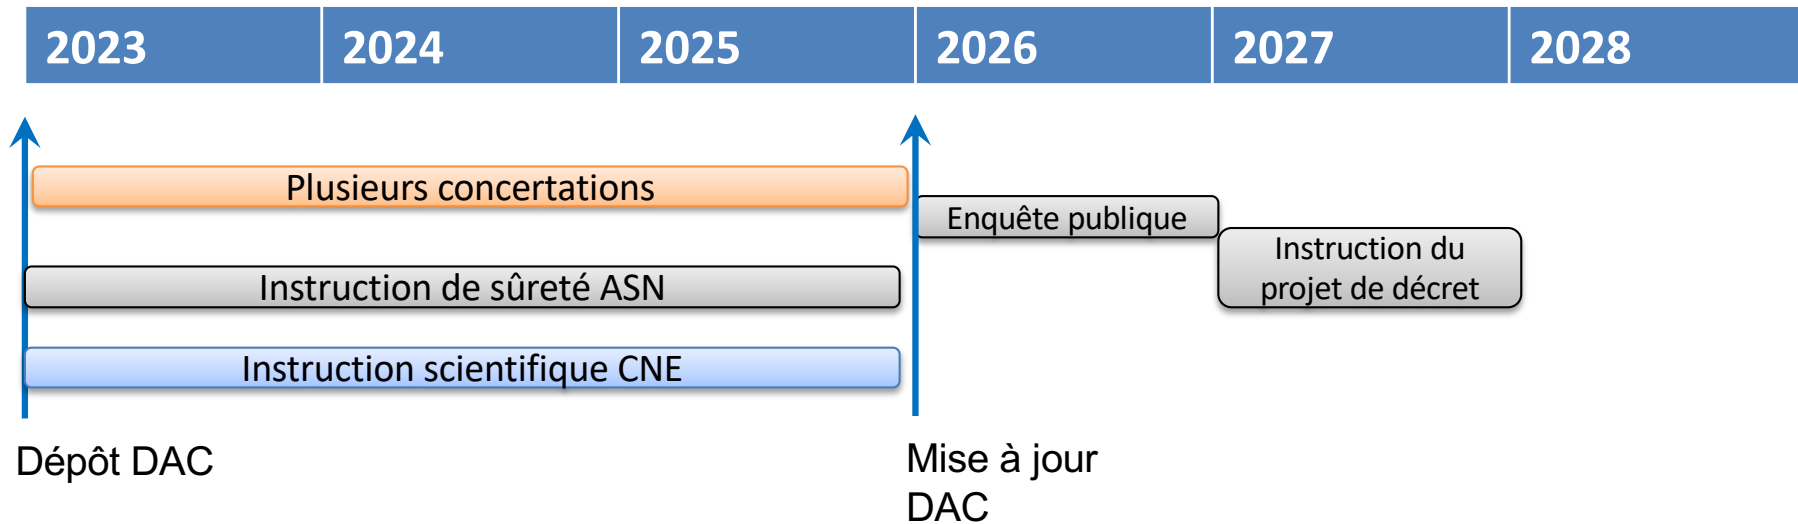 2023 2024 2025 2026 2027 2028
Plusieurs concertations
Enquête publique
Instruction du
projet de décret
Instruction de sûreté ASN
Instruction scientifique CNE
Dépôt DAC
Mise à jour
DAC